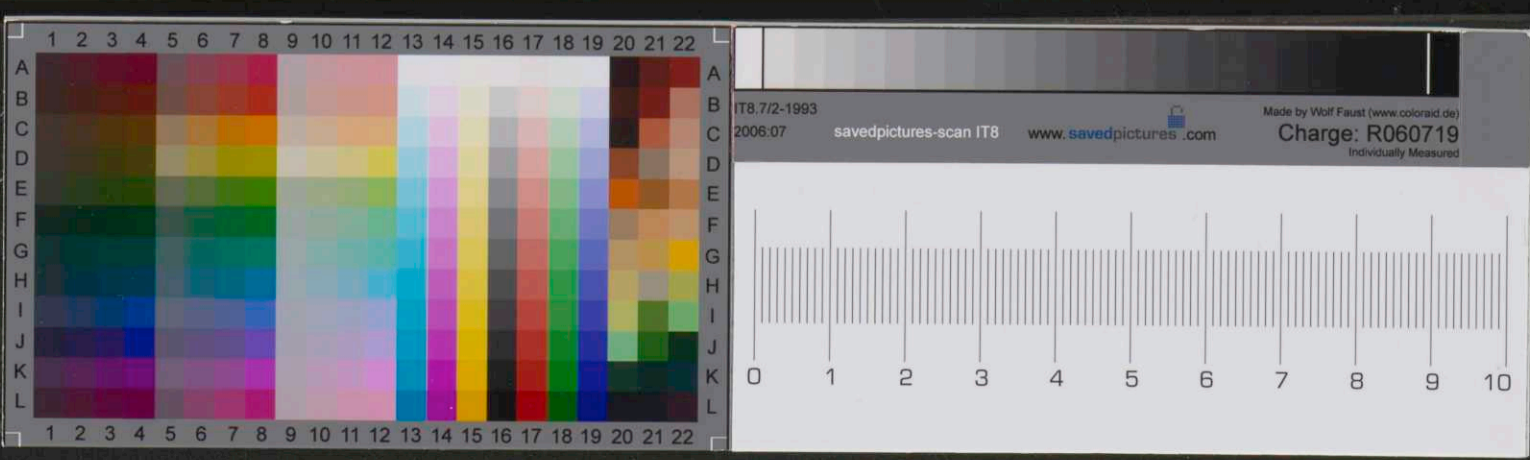 1 2 3 4 5 6 7 8 9 10 11 12 13 14 15 16 17 18 19 20 21 22
A A
B B
C C
D D
E E
F F
G G
H H
I I
J J
K K
L L
1 2 3 4 5 6 7 8 9 10 11 12 13 14 15 16 17 18 19 20 21 22
IT8.7/2-1993
2006:07 savedpictures-scan IT8 www. savedpictures .com
Made by Wolf Faust (www.coloraid.de)
Charge: R060719
Individually Measured
0 1 2 3 4 5 6 7 8 9 10